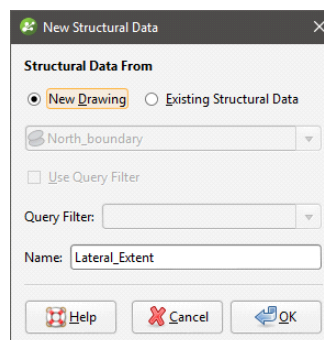 New Structural Data
Structural Data From
New Drawing Existing Structural Data
North_boundary
Use Query Filter
Query Filter:
Name: Lateral_Extent
Help Cancel OK